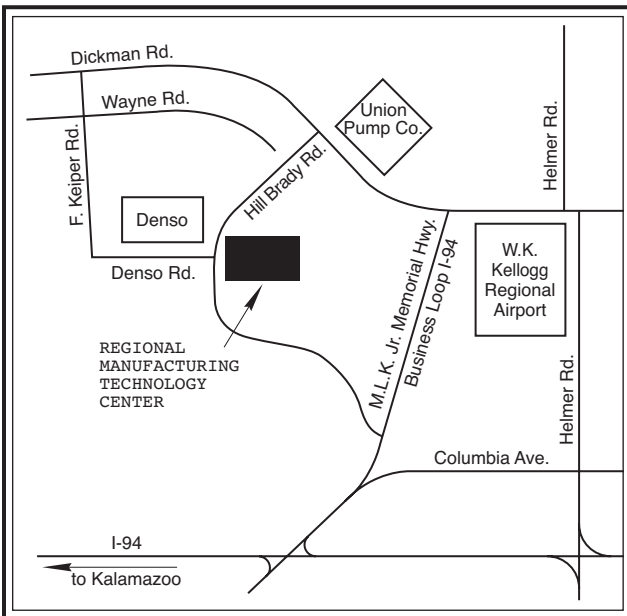 Dickman Rd.
Wayne Rd.
Union
Pump Co.
Helmer Rd.
F. Keiper Rd.
Hill Brady Rd.
Denso
Denso Rd.
M.L.K. Jr. Memorial Hwy.
Business Loop I-94
W.K.
Kellogg
Regional
Airport
REGIONAL
MANUFACTURING
TECHNOLOGY
CENTER
Helmer Rd.
Columbia Ave.
I-94
to Kalamazoo